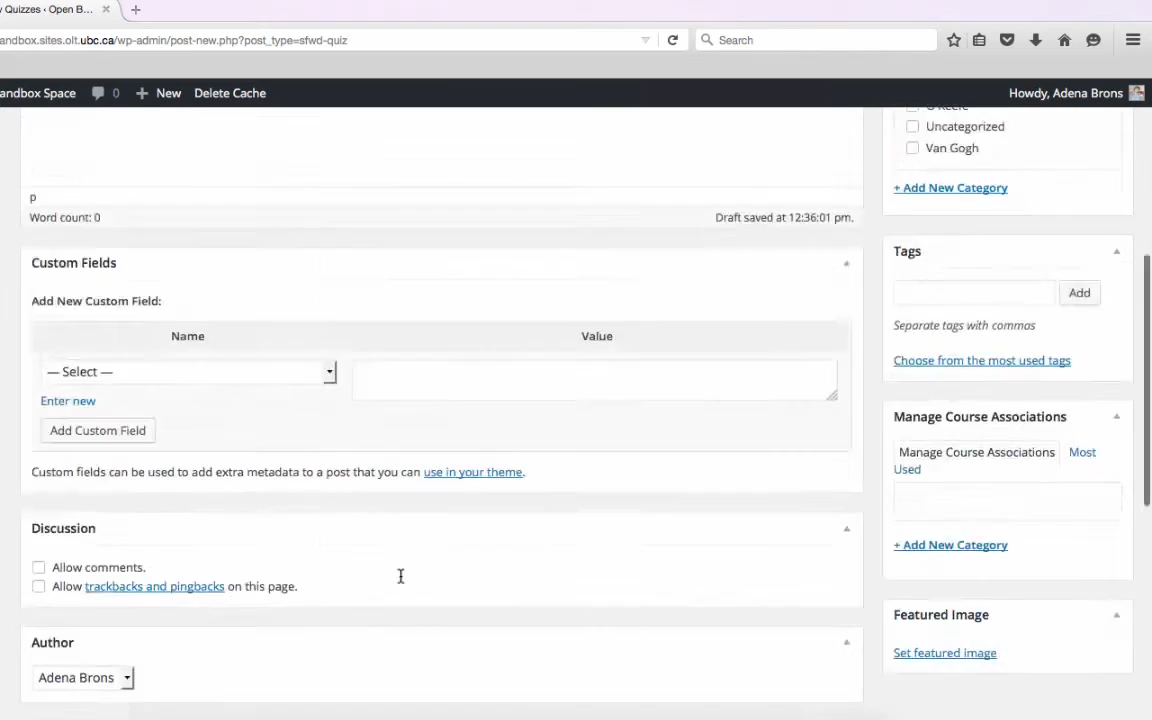 y Quizzes ‹ Open B...
andbox.sites.olt.ubc.ca/wp-admin/post-new.php?post_type=sfwd-quiz
Search
andbox Space
0
New
Delete Cache
Howdy, Adena Brons
O'Keefe
Uncategorized
Van Gogh
+ Add New Category
p
Word count: 0
Draft saved at 12:36:01 pm.
Custom Fields
Add New Custom Field:
Name
Value
— Select —
Enter new
Add Custom Field
Custom fields can be used to add extra metadata to a post that you can use in your theme.
Discussion
Allow comments.
Allow trackbacks and pingbacks on this page.
Author
Adena Brons
Tags
Add
Separate tags with commas
Choose from the most used tags
Manage Course Associations
Manage Course Associations
Most
Used
+ Add New Category
Featured Image
Set featured image